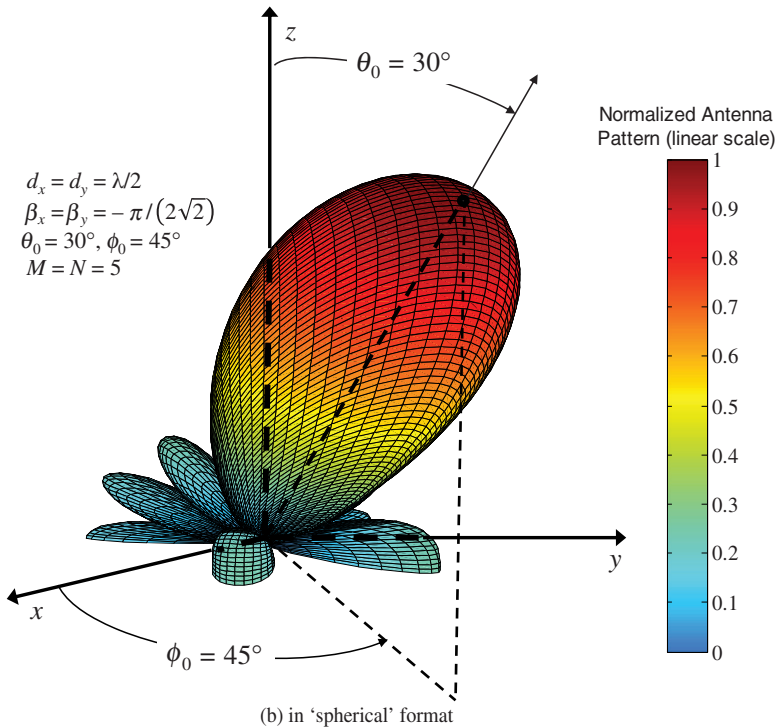 z
θ₀ = 30°
Normalized Antenna
Pattern (linear scale)
1
0.9
0.8
0.7
0.6
0.5
0.4
0.3
0.2
0.1
0
dₓ = dᵧ = λ/2
βₓ = βᵧ = − π/(2√2)
θ₀ = 30°, ϕ₀ = 45°
M = N = 5
y
x
ϕ₀ = 45°
(b) in ‘spherical’ format